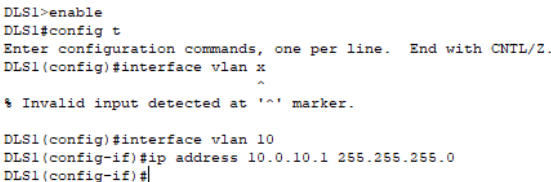 DLS1>enable
DLS1#config t
Enter configuration commands, one per line.  End with CNTL/Z.
DLS1(config)#interface vlan x
                            ^
% Invalid input detected at '^' marker.

DLS1(config)#interface vlan 10
DLS1(config-if)#ip address 10.0.10.1 255.255.255.0
DLS1(config-if)#